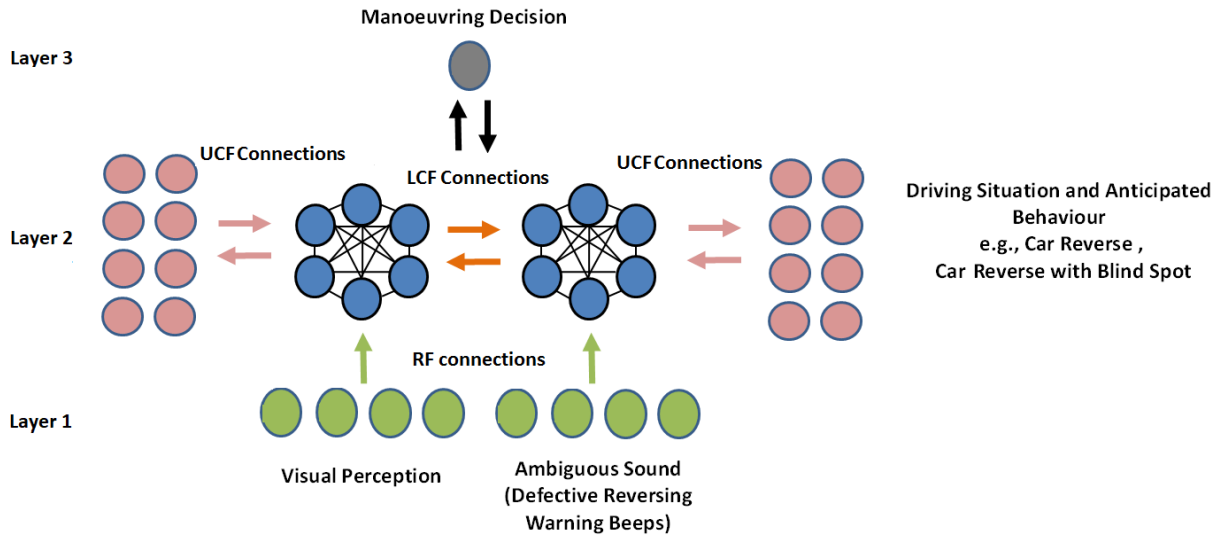 Manoeuvring Decision
Layer 3
UCF Connections
LCF Connections
UCF Connections
Layer 2
Driving Situation and Anticipated
Behaviour
e.g., Car Reverse ,
Car Reverse with Blind Spot
RF connections
Layer 1
Visual Perception
Ambiguous Sound
(Defective Reversing
Warning Beeps)